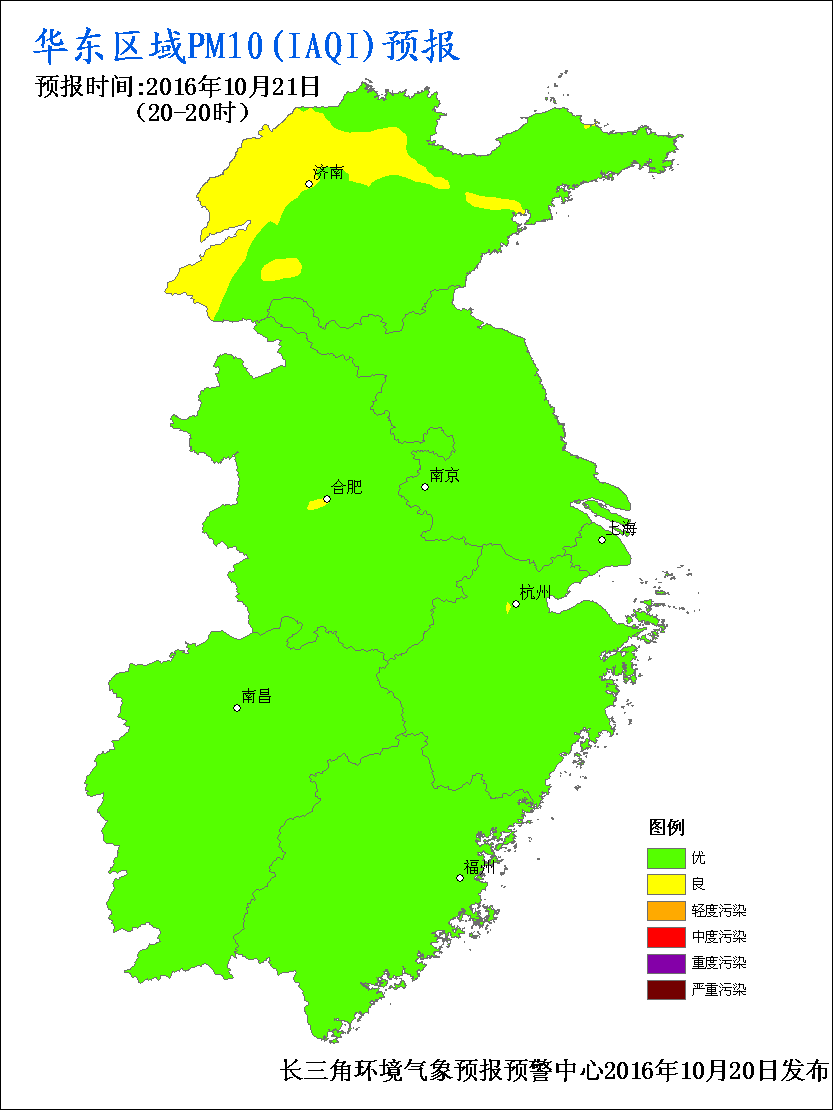 华东区域PM10(IAQI)预报
预报时间:2016年10月21日
(20-20时)
济南
南京
合肥
上海
杭州
南昌
福州
图例
优
良
轻度污染
中度污染
重度污染
严重污染
长三角环境气象预报预警中心2016年10月20日发布